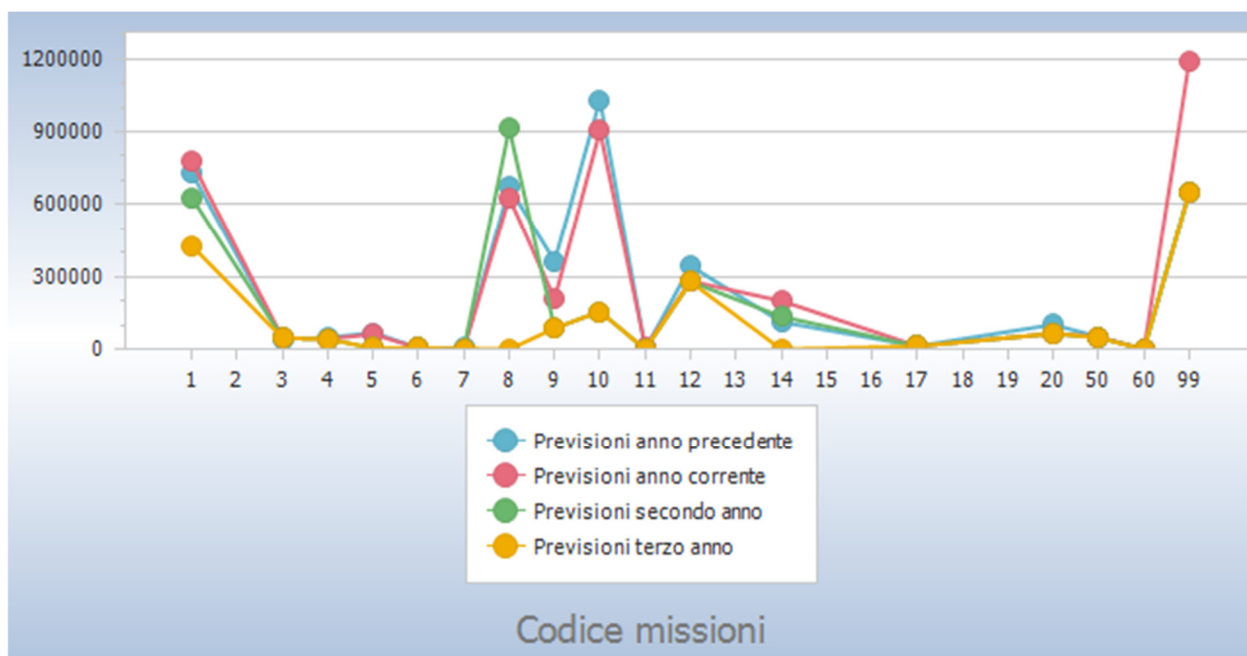 1200000
900000
600000
300000
0
1 2 3 4 5 6 7 8 9 10 11 12 13 14 15 16 17 18 19 20 50 60 99
Previsioni anno precedente
Previsioni anno corrente
Previsioni secondo anno
Previsioni terzo anno
Codice missioni